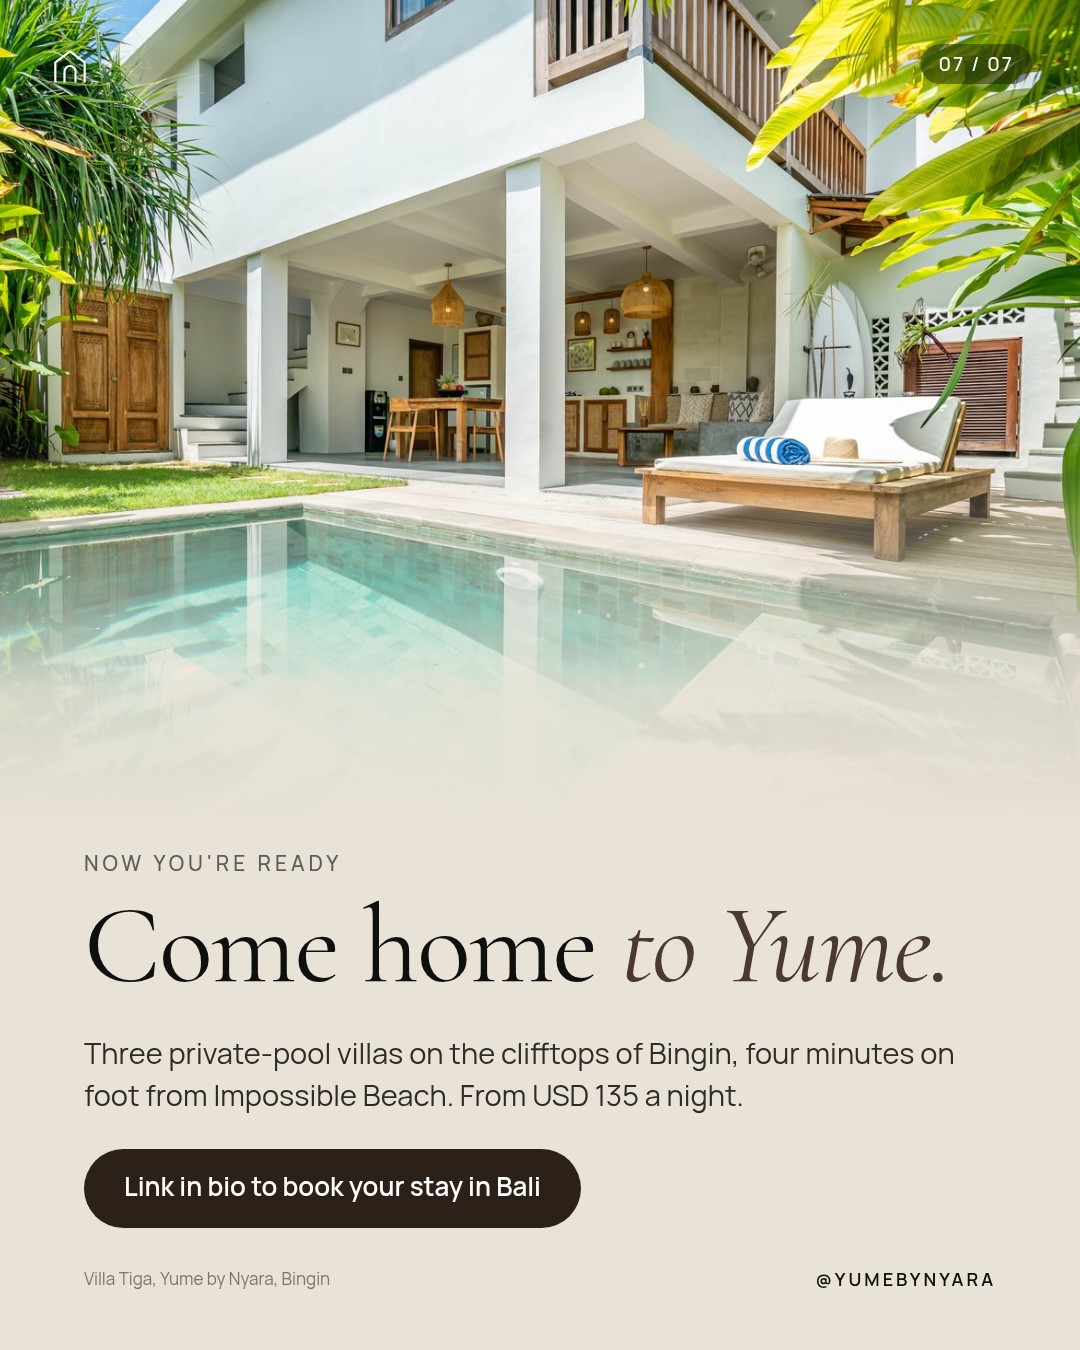 07 / 07
NOW YOU'RE READY
Come home to Yume.
Three private-pool villas on the clifftops of Bingin, four minutes on
foot from Impossible Beach. From USD 135 a night.
Link in bio to book your stay in Bali
Villa Tiga, Yume by Nyara, Bingin
@YUMEBYNYARA